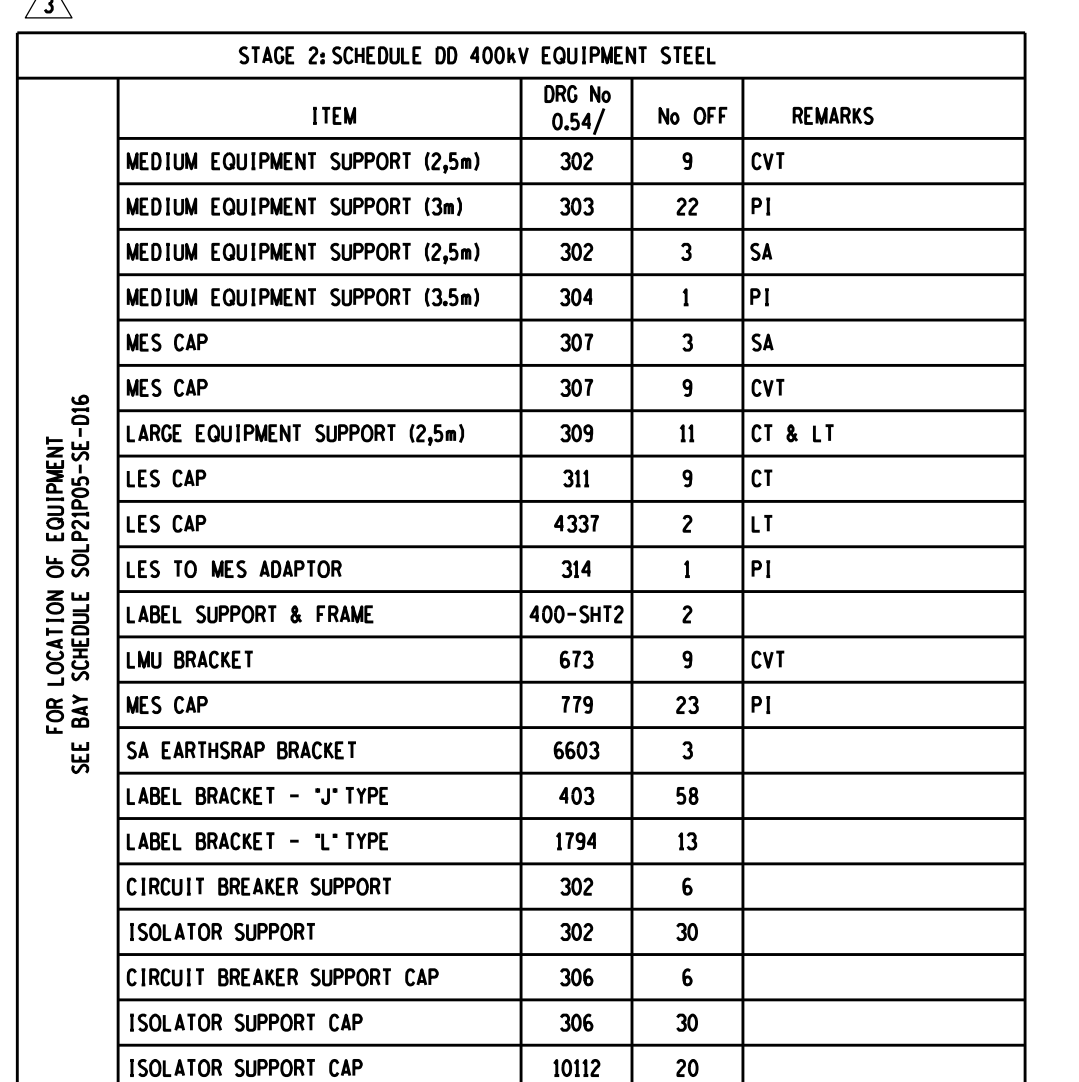 3
STAGE 2: SCHEDULE DD 400kV EQUIPMENT STEEL
FOR LOCATION OF EQUIPMENT
SEE BAY SCHEDULE SOLP21P05-SE-D16
ITEM DRG No 0.54/ No OFF REMARKS
MEDIUM EQUIPMENT SUPPORT (2,5m) 302 9 CVT
MEDIUM EQUIPMENT SUPPORT (3m) 303 22 PI
MEDIUM EQUIPMENT SUPPORT (2,5m) 302 3 SA
MEDIUM EQUIPMENT SUPPORT (3.5m) 304 1 PI
MES CAP 307 3 SA
MES CAP 307 9 CVT
LARGE EQUIPMENT SUPPORT (2,5m) 309 11 CT & LT
LES CAP 311 9 CT
LES CAP 4337 2 LT
LES TO MES ADAPTOR 314 1 PI
LABEL SUPPORT & FRAME 400-SHT2 2
LMU BRACKET 673 9 CVT
MES CAP 779 23 PI
SA EARTHSRAP BRACKET 6603 3
LABEL BRACKET - "J" TYPE 403 58
LABEL BRACKET - "L" TYPE 1794 13
CIRCUIT BREAKER SUPPORT 302 6
ISOLATOR SUPPORT 302 30
CIRCUIT BREAKER SUPPORT CAP 306 6
ISOLATOR SUPPORT CAP 306 30
ISOLATOR SUPPORT CAP 10112 20